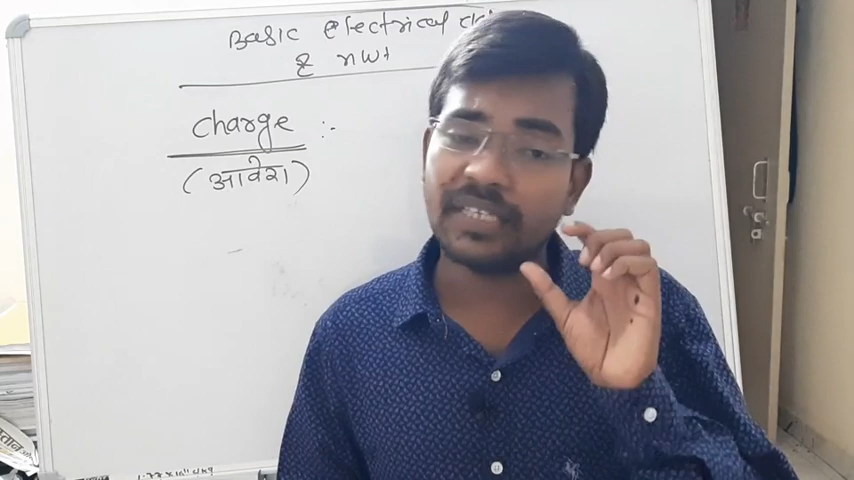 Basic electrical
& nwt
charge :-
(आवेश)